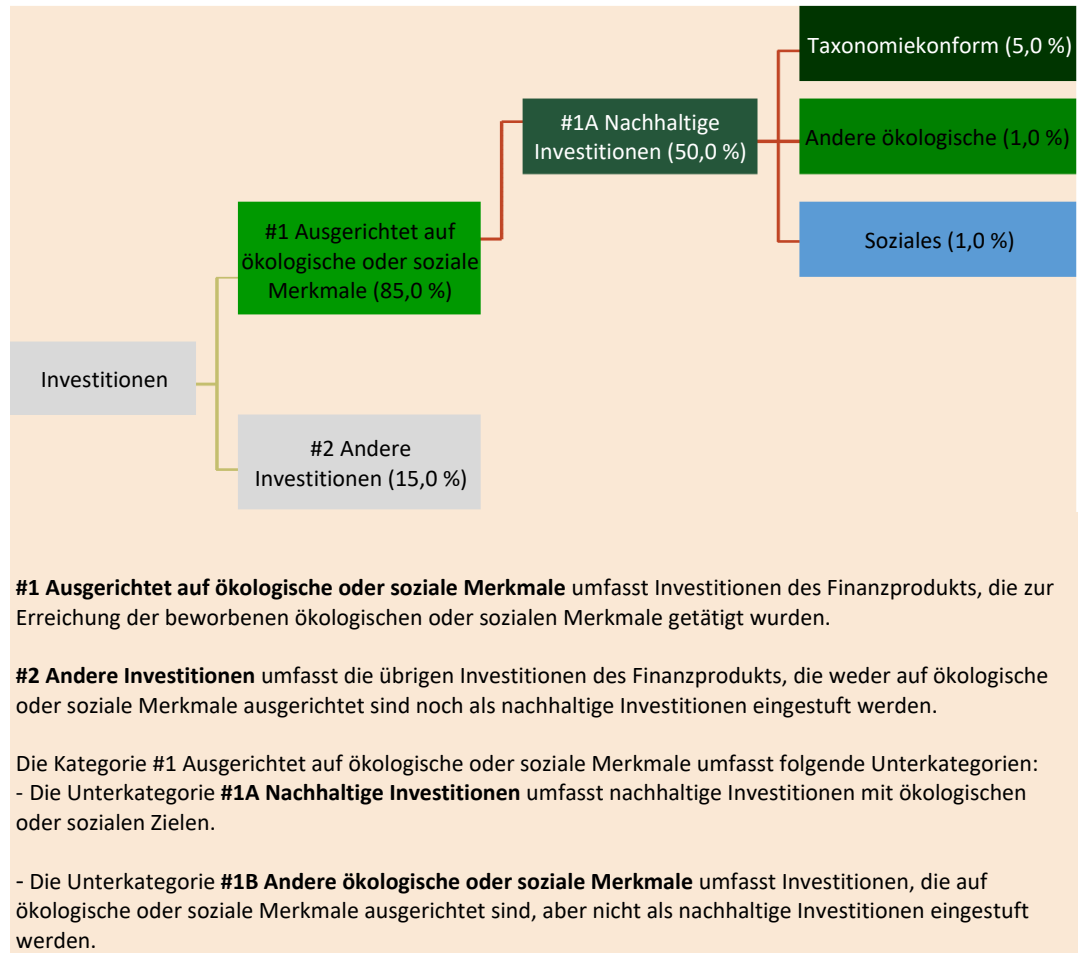 Taxonomiekonform (5,0 %)
#1A Nachhaltige
Investitionen (50,0 %)
Andere ökologische (1,0 %)
#1 Ausgerichtet auf
ökologische oder soziale
Merkmale (85,0 %)
Soziales (1,0 %)
Investitionen
#2 Andere
Investitionen (15,0 %)
#1 Ausgerichtet auf ökologische oder soziale Merkmale umfasst Investitionen des Finanzprodukts, die zur
Erreichung der beworbenen ökologischen oder sozialen Merkmale getätigt wurden.
#2 Andere Investitionen umfasst die übrigen Investitionen des Finanzprodukts, die weder auf ökologische
oder soziale Merkmale ausgerichtet sind noch als nachhaltige Investitionen eingestuft werden.
Die Kategorie #1 Ausgerichtet auf ökologische oder soziale Merkmale umfasst folgende Unterkategorien:
- Die Unterkategorie #1A Nachhaltige Investitionen umfasst nachhaltige Investitionen mit ökologischen
oder sozialen Zielen.
- Die Unterkategorie #1B Andere ökologische oder soziale Merkmale umfasst Investitionen, die auf
ökologische oder soziale Merkmale ausgerichtet sind, aber nicht als nachhaltige Investitionen eingestuft
werden.